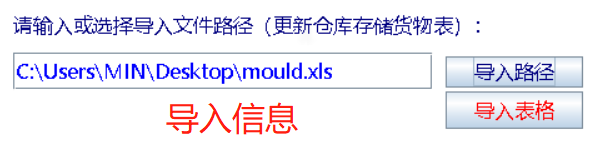 请输入或选择导入文件路径（更新仓库存储货物表）：
C:\Users\MIN\Desktop\mould.xls
导入路径
导入信息
导入表格